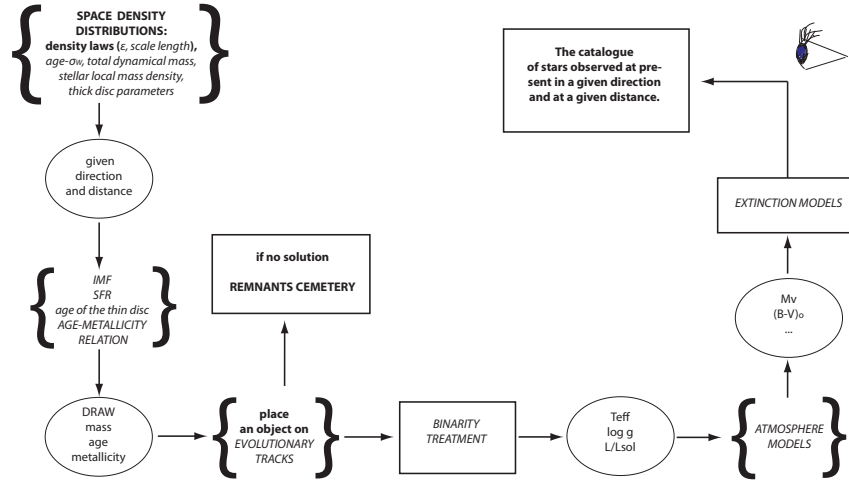 SPACE DENSITY
DISTRIBUTIONS:
density laws (ε, scale length),
age-σw, total dynamical mass,
stellar local mass density,
thick disc parameters
given
direction
and distance
IMF
SFR
age of the thin disc
AGE-METALLICITY
RELATION
DRAW
mass
age
metallicity
if no solution
REMNANTS CEMETERY
place
an object on
EVOLUTIONARY
TRACKS
BINARITY
TREATMENT
Teff
log g
L/Lsol
ATMOSPHERE
MODELS
Mv
(B-V)o
...
EXTINCTION MODELS
The catalogue
of stars observed at pre-
sent in a given direction
and at a given distance.